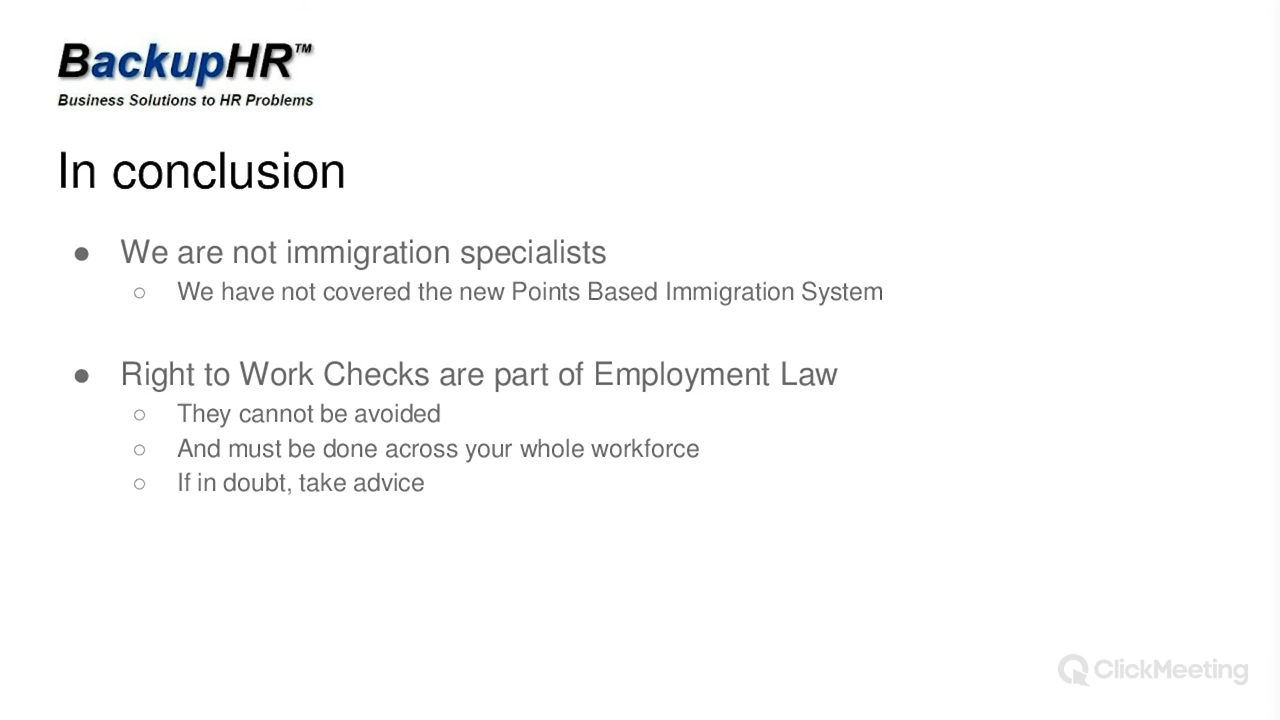 BackupHR™
Business Solutions to HR Problems
In conclusion
● We are not immigration specialists
○ We have not covered the new Points Based Immigration System
● Right to Work Checks are part of Employment Law
○ They cannot be avoided
○ And must be done across your whole workforce
○ If in doubt, take advice
ClickMeeting